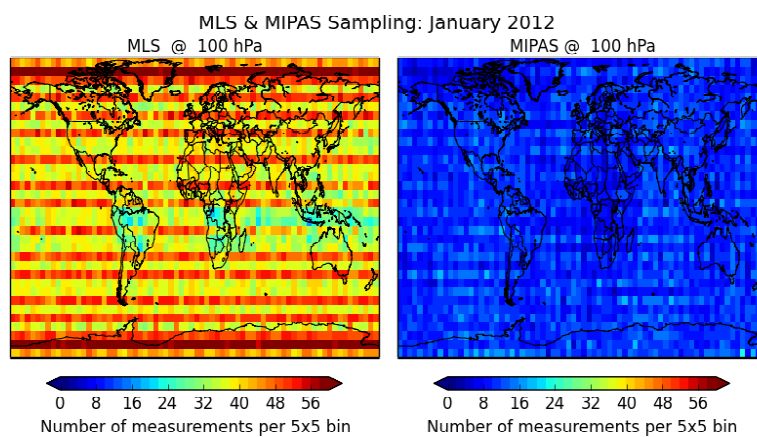 MLS & MIPAS Sampling: January 2012
MLS @ 100 hPa
MIPAS @ 100 hPa
0 8 16 24 32 40 48 56
0 8 16 24 32 40 48 56
Number of measurements per 5x5 bin
Number of measurements per 5x5 bin